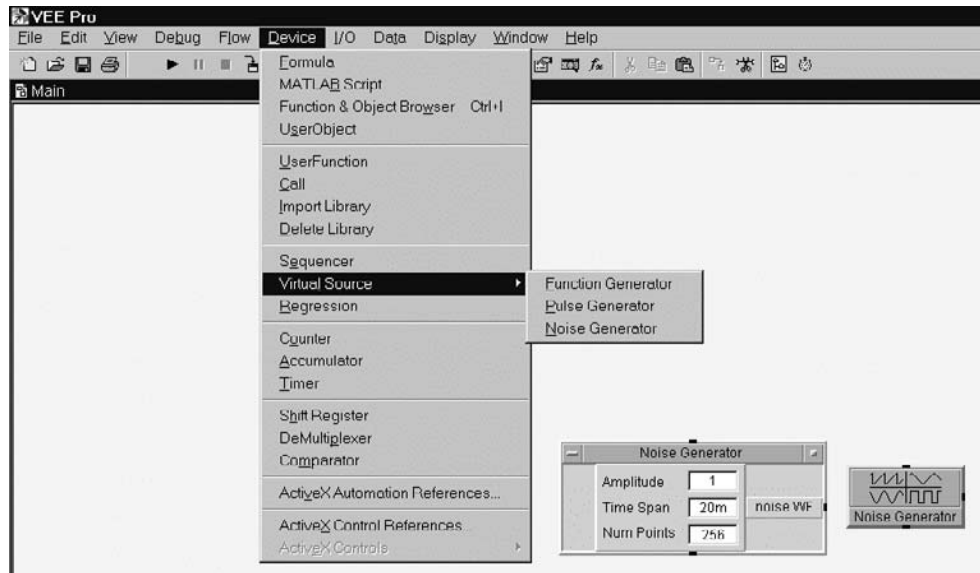 VEE Pro
File Edit View Debug Flow Device I/O Data Display Window Help
Main
Formula
MATLAB Script
Function & Object Browser Ctrl+I
UserObject
UserFunction
Call
Import Library
Delete Library
Sequencer
Virtual Source
Regression
Counter
Accumulator
Timer
Shift Register
DeMultiplexer
Comparator
ActiveX Automation References...
ActiveX Control References...
ActiveX Controls
Function Generator
Pulse Generator
Noise Generator
Noise Generator
Amplitude 1
Time Span 20m noise WF
Num Points 256
Noise Generator